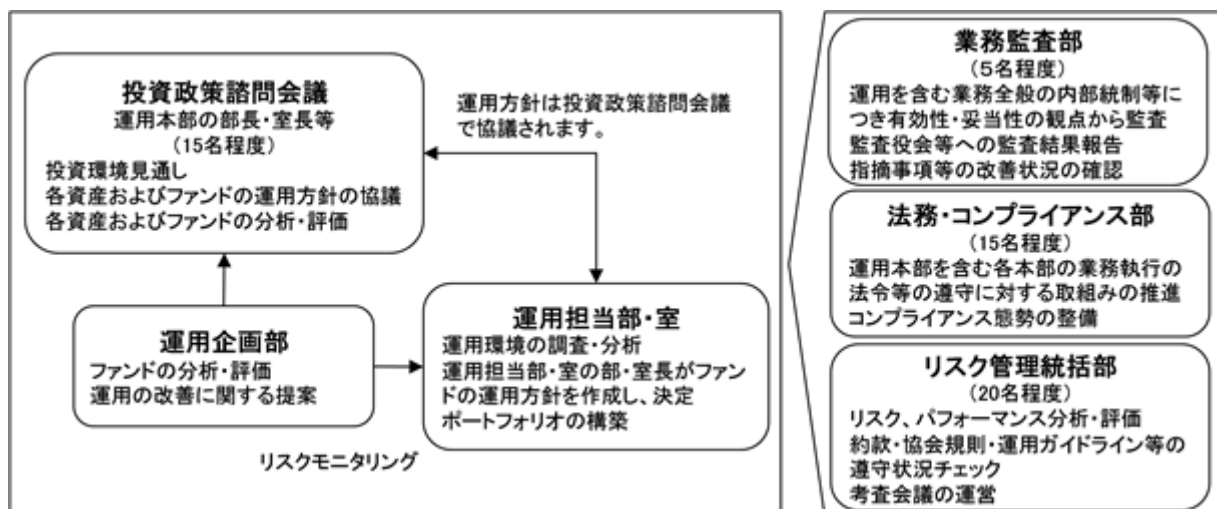 投資政策諮問会議
運用本部の部長・室長等
(15名程度)
投資環境見通し
各資産およびファンドの運用方針の協議
各資産およびファンドの分析・評価
運用方針は投資政策諮問会議
で協議されます。
運用企画部
ファンドの分析・評価
運用の改善に関する提案
運用担当部・室
運用環境の調査・分析
運用担当部・室の部・室長がファン
ドの運用方針を作成し、決定
ポートフォリオの構築
リスクモニタリング
業務監査部
(5名程度)
運用を含む業務全般の内部統制等に
つき有効性・妥当性の観点から監査
監査役会等への監査結果報告
指摘事項等の改善状況の確認
法務・コンプライアンス部
(15名程度)
運用本部を含む各本部の業務執行の
法令等の遵守に対する取組みの推進
コンプライアンス態勢の整備
リスク管理統括部
(20名程度)
リスク、パフォーマンス分析・評価
約款・協会規則・運用ガイドライン等の
遵守状況チェック
考査会議の運営